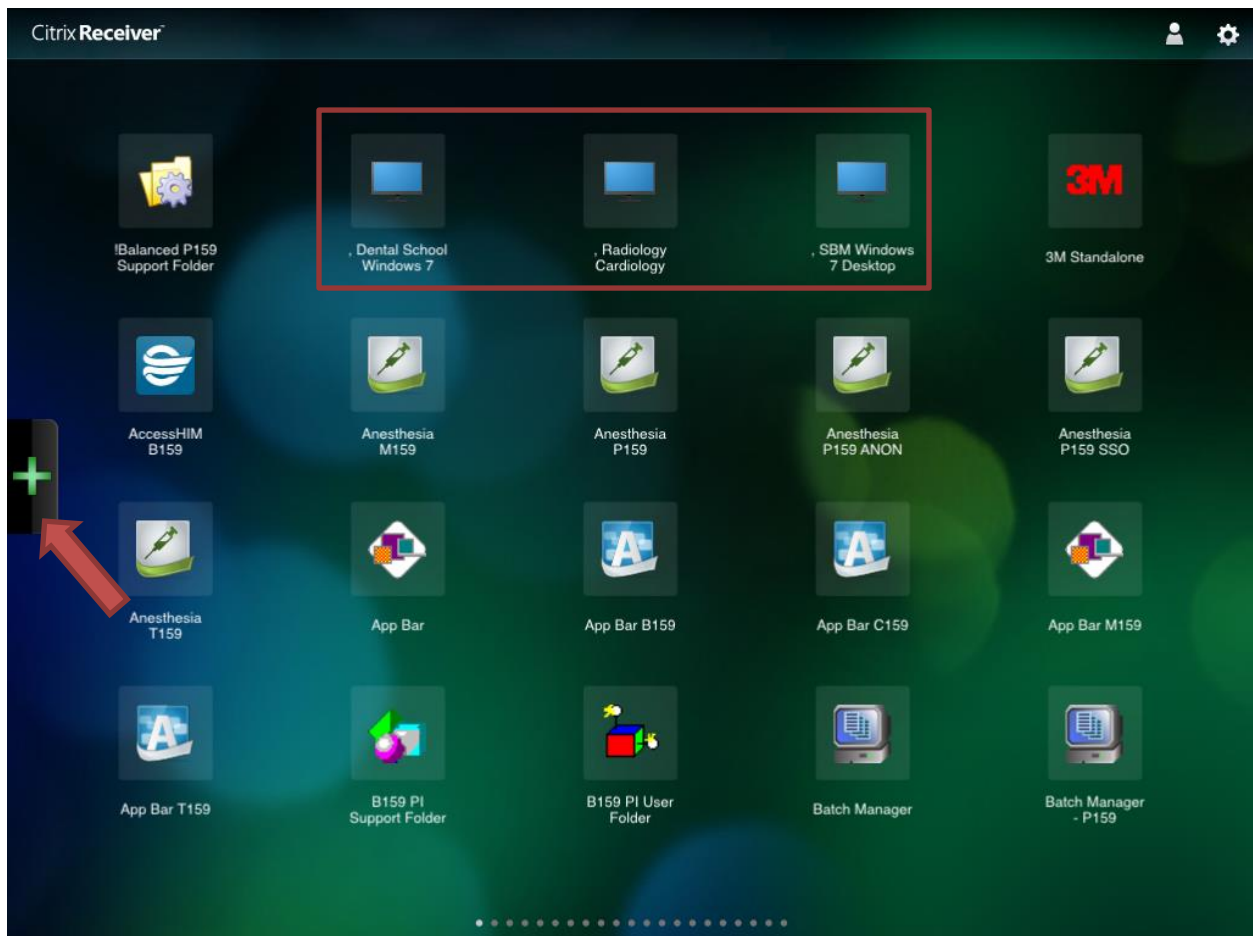 Citrix Receiver™
!Balanced P159
Support Folder
, Dental School
Windows 7
, Radiology
Cardiology
, SBM Windows
7 Desktop
3M
3M Standalone
AccessHIM
B159
Anesthesia
M159
Anesthesia
P159
Anesthesia
P159 ANON
Anesthesia
P159 SSO
Anesthesia
T159
App Bar
A
App Bar B159
A
App Bar C159
App Bar M159
A
App Bar T159
B159 PI
Support Folder
B159 PI User
Folder
Batch Manager
Batch Manager
- P159